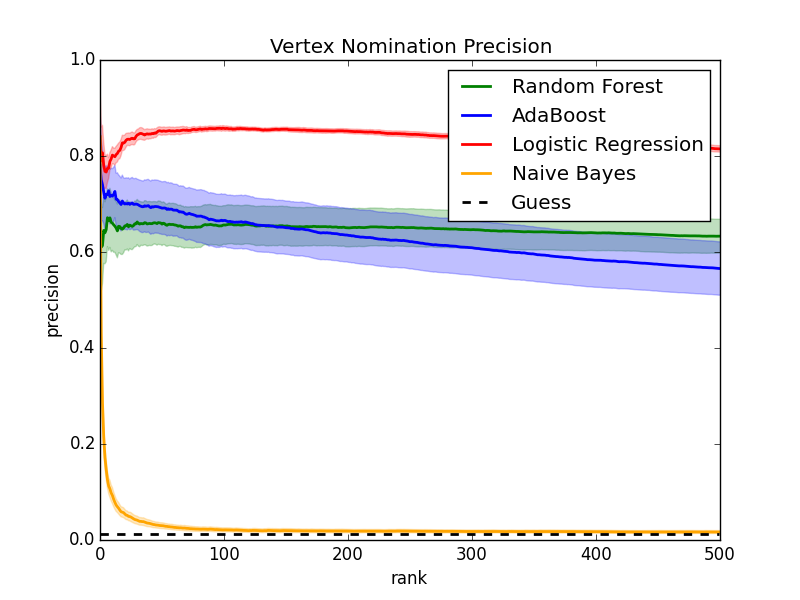 Vertex Nomination Precision
1.0
0.8
0.6
0.4
0.2
0.0
precision
Random Forest
AdaBoost
Logistic Regression
Naive Bayes
Guess
0 100 200 300 400 500
rank